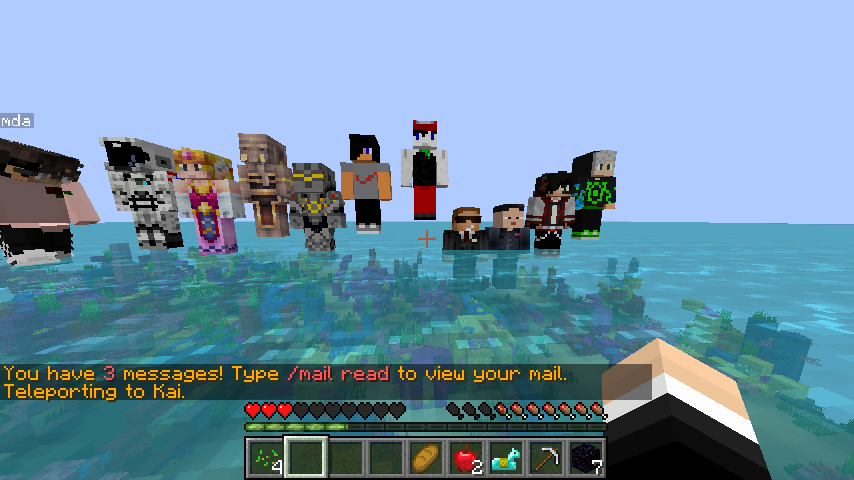 mda
You have 3 messages! Type /mail read to view your mail.
Teleporting to Kai.
4
2
7